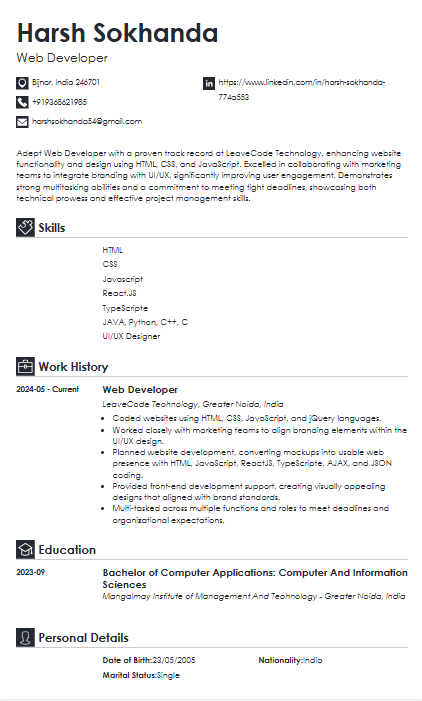 Harsh Sokhanda
Web Developer
Bijnor, India 246701
https://www.linkedin.com/in/harsh-sokhanda-
774a553
+919368621985
harshsokhanda54@gmail.com
Adept Web Developer with a proven track record at LeaveCode Technology, enhancing website
functionality and design using HTML, CSS, and JavaScript. Excelled in collaborating with marketing
teams to integrate branding with UI/UX, significantly improving user engagement. Demonstrates
strong multitasking abilities and a commitment to meeting tight deadlines, showcasing both
technical prowess and effective project management skills.
Skills
HTML
CSS
Javascript
React.JS
TypeScripte
JAVA, Python, C++, C
UI/UX Designer
Work History
2024-05 - Current
Web Developer
LeaveCode Technology, Greater Noida, India
• Coded websites using HTML, CSS, JavaScript, and jQuery languages.
• Worked closely with marketing teams to align branding elements within the
UI/UX design.
• Planned website development, converting mockups into usable web
presence with HTML, JavaScript, ReactJS, TypeScripte, AJAX, and JSON
coding.
• Provided front-end development support, creating visually appealing
designs that aligned with brand standards.
• Multi-tasked across multiple functions and roles to meet deadlines and
organizational expectations.
Education
2023-09
Bachelor of Computer Applications: Computer And Information
Sciences
Mangalmay Institute of Management And Technology - Greater Noida, India
Personal Details
Date of Birth:23/05/2005
Nationality:India
Marital Status:Single